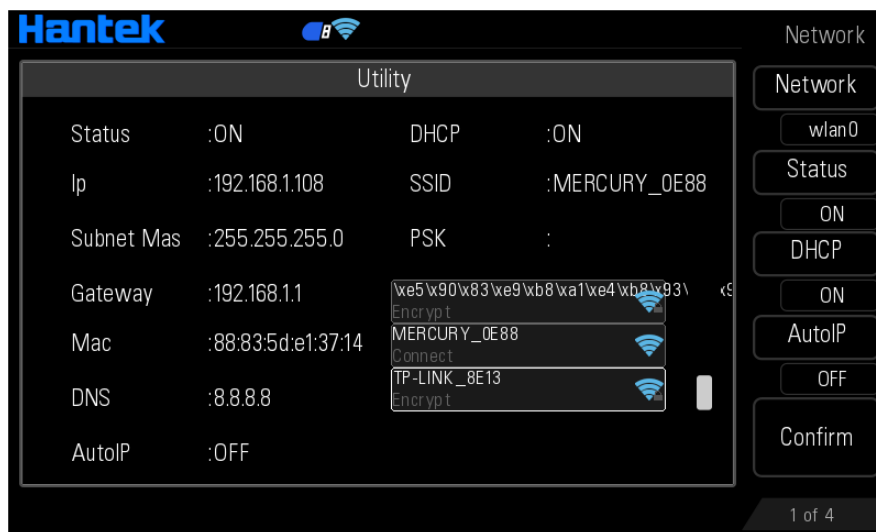 Hantek
8
Network
Utility
Network
wlan0
Status :ON DHCP :ON
Status
ON
Ip :192.168.1.108 SSID :MERCURY_0E88
Subnet Mas :255.255.255.0 PSK :
DHCP
ON
Gateway :192.168.1.1
\xe5\x90\x83\xe9\xb8\xa1\xe4\xb8\x93\
Encrypt
Mac :88:83:5d:e1:37:14
MERCURY_0E88
Connect
AutoIP
OFF
DNS :8.8.8.8
TP-LINK_8E13
Encrypt
AutoIP :OFF
Confirm
1 of 4